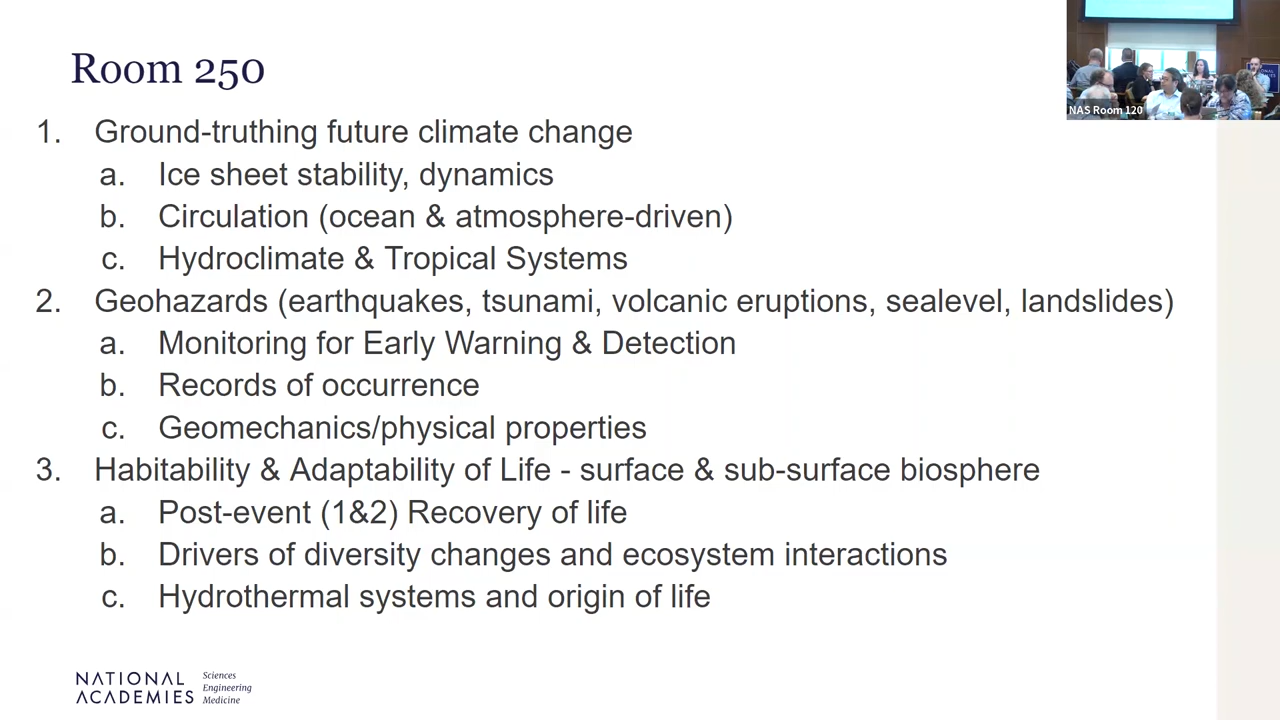 Room 250
NAS Room 120
1. Ground-truthing future climate change
a. Ice sheet stability, dynamics
b. Circulation (ocean & atmosphere-driven)
c. Hydroclimate & Tropical Systems
2. Geohazards (earthquakes, tsunami, volcanic eruptions, sealevel, landslides)
a. Monitoring for Early Warning & Detection
b. Records of occurrence
c. Geomechanics/physical properties
3. Habitability & Adaptability of Life - surface & sub-surface biosphere
a. Post-event (1&2) Recovery of life
b. Drivers of diversity changes and ecosystem interactions
c. Hydrothermal systems and origin of life
NATIONAL
ACADEMIES
Sciences
Engineering
Medicine